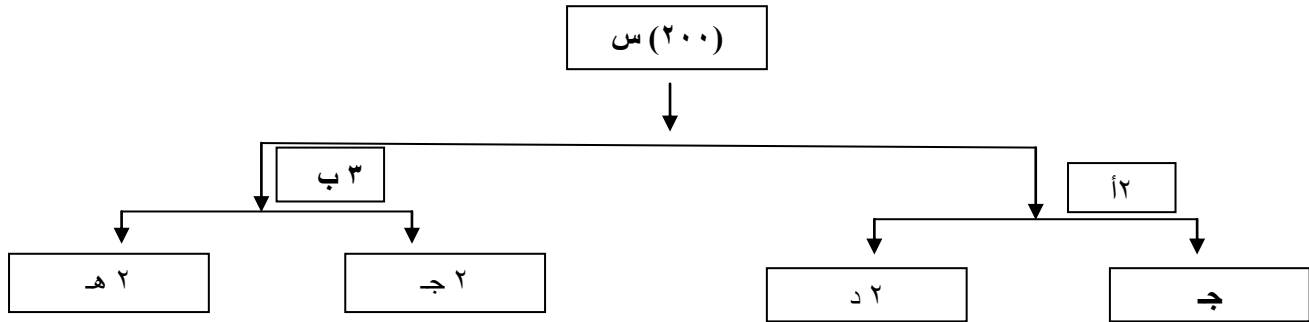 (٢٠٠) س
٢أ
٣ ب
جـ
٢ د
٢ جـ
٢ هـ